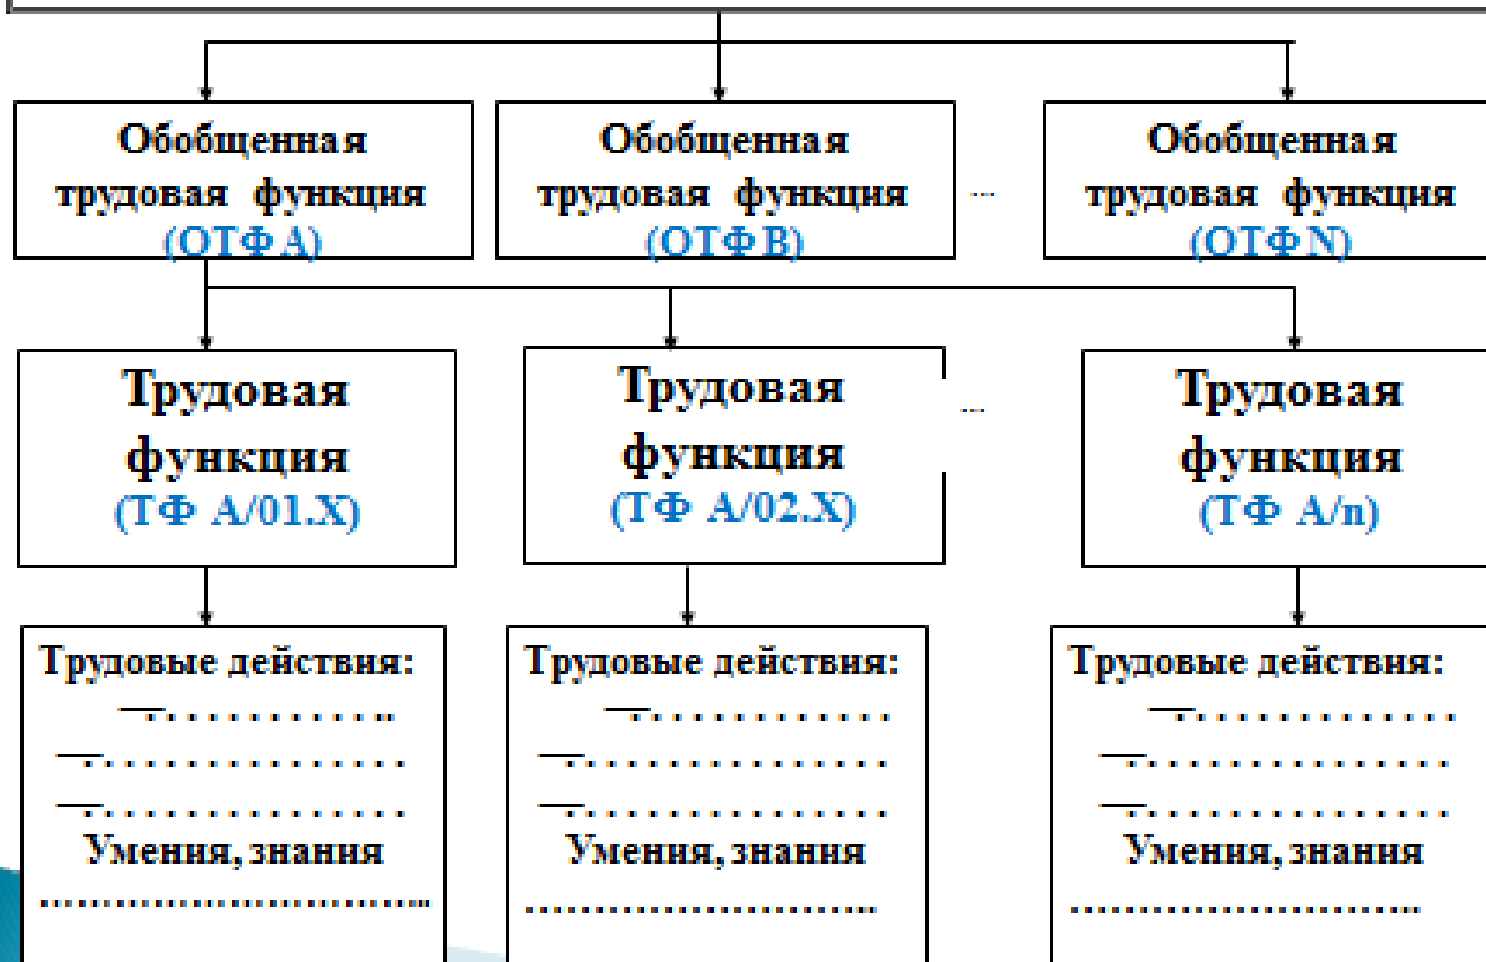 Обобщенная
трудовая функция
(ОТФ А)
Обобщенная
трудовая функция
(ОТФ В)
...
Обобщенная
трудовая функция
(ОТФ N)
Трудовая
функция
(ТФ А/01.Х)
Трудовая
функция
(ТФ А/02.Х)
...
Трудовая
функция
(ТФ А/n)
Трудовые действия:
Умения, знания
Трудовые действия:
Умения, знания
Трудовые действия:
Умения, знания